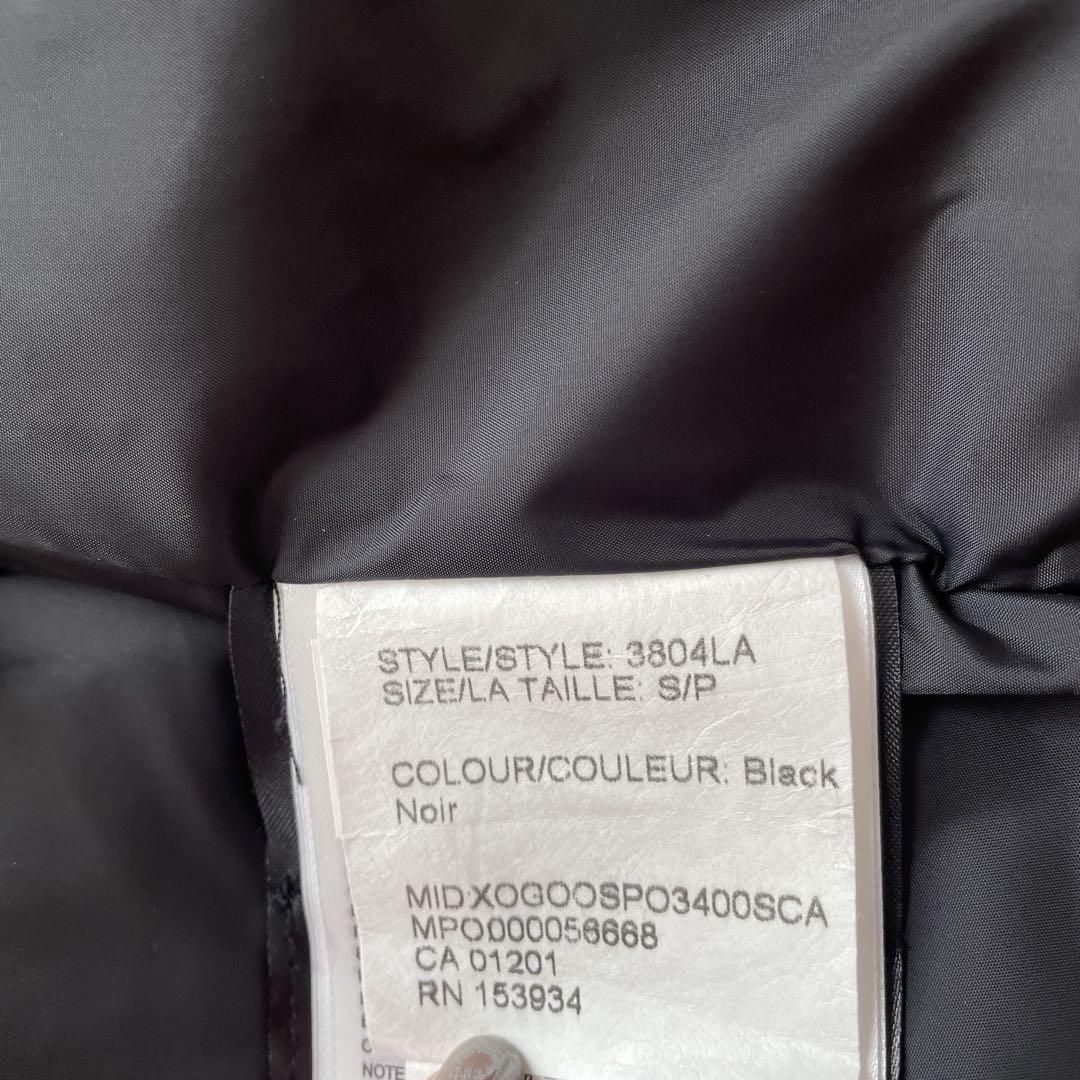 STYLE/STYLE: 3804LA
SIZE/LA TAILLE: S/P
COLOUR/COULEUR: Black
Noir
MID:XOGOOSPO3400SCA
MPO000056668
CA 01201
RN 153934
NOTE